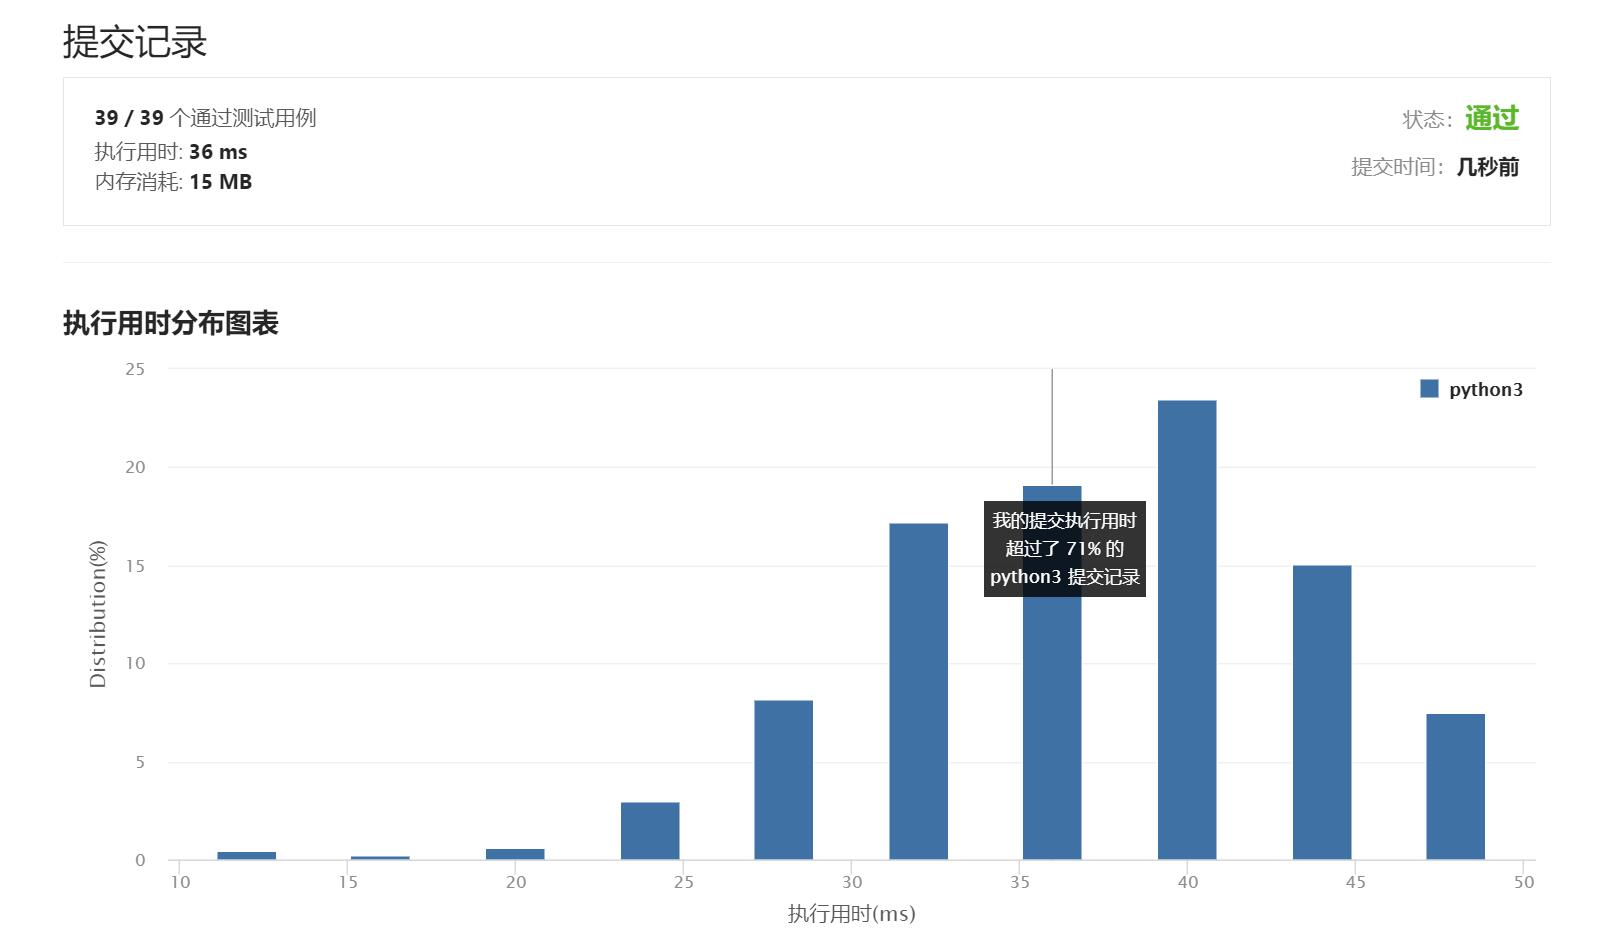 提交记录
39 / 39 个通过测试用例
状态：通过
执行用时: 36 ms
提交时间：几秒前
内存消耗: 15 MB
执行用时分布图表
25
python3
20
15
10
5
0
Distribution(%)
我的提交执行用时
超过了 71% 的
python3 提交记录
10 15 20 25 30 35 40 45 50
执行用时(ms)